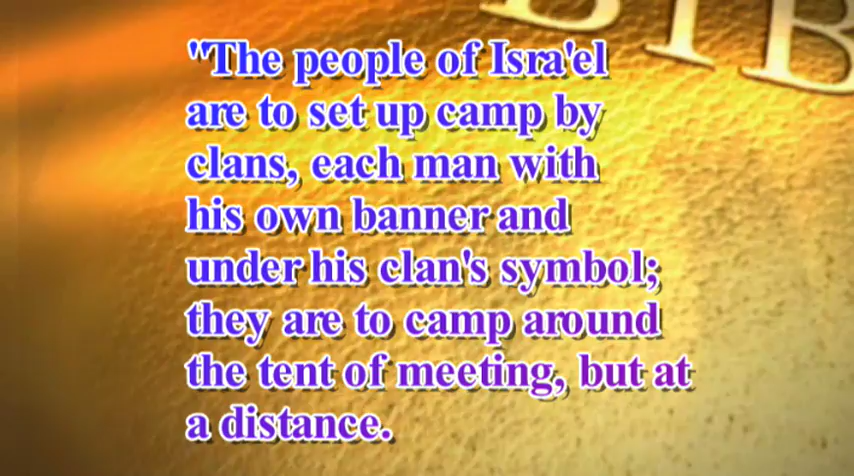 BIB
"The people of Isra'el
are to set up camp by
clans, each man with
his own banner and
under his clan's symbol;
they are to camp around
the tent of meeting, but at
a distance.